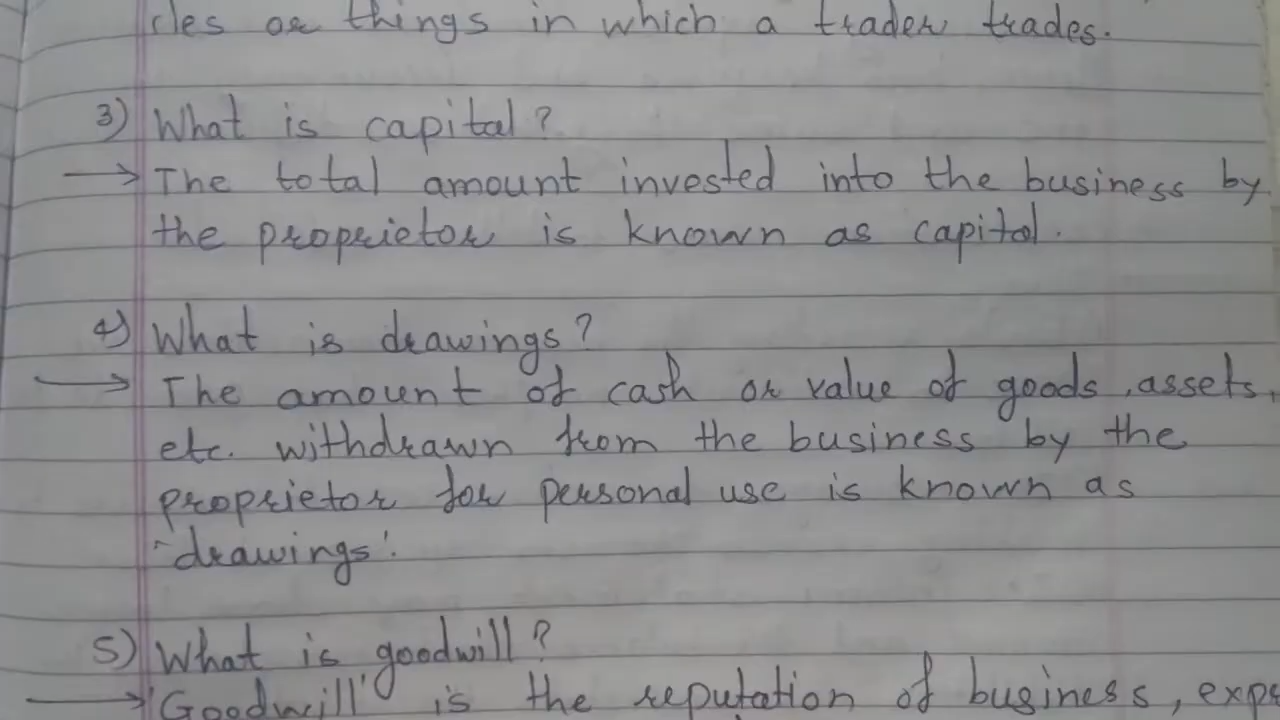 cles or things in which a trader trades.
3) What is capital?
→ The total amount invested into the business by
the proprietor is known as capital.
4) What is drawings?
→ The amount of cash or value of goods, assets,
etc. withdrawn from the business by the
proprietor for personal use is known as
'drawings'.
5) What is goodwill?
→ 'Goodwill' is the reputation of business,